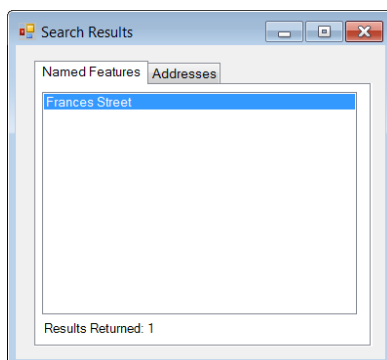 Search Results
Named Features Addresses
Frances Street
Results Returned: 1